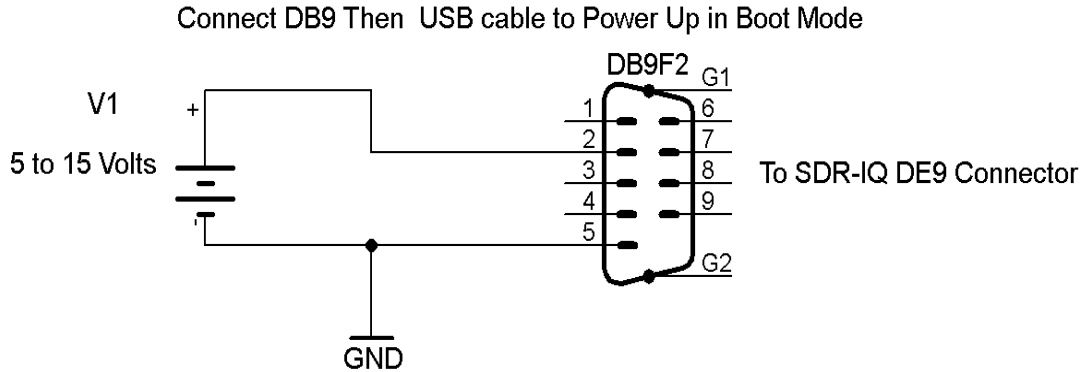 Connect DB9 Then USB cable to Power Up in Boot Mode
DB9F2
G1
V1
+
1
6
2
7
5 to 15 Volts
3
8
To SDR-IQ DE9 Connector
4
9
-
5
G2
GND